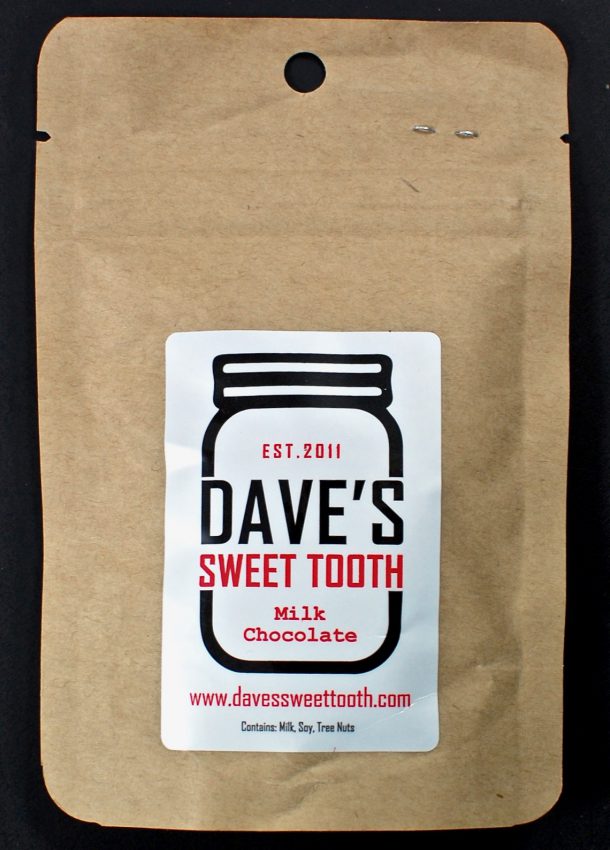 EST.2011
DAVE'S
SWEET TOOTH
Milk
Chocolate
www.davessweettooth.com
Contains: Milk, Soy, Tree Nuts